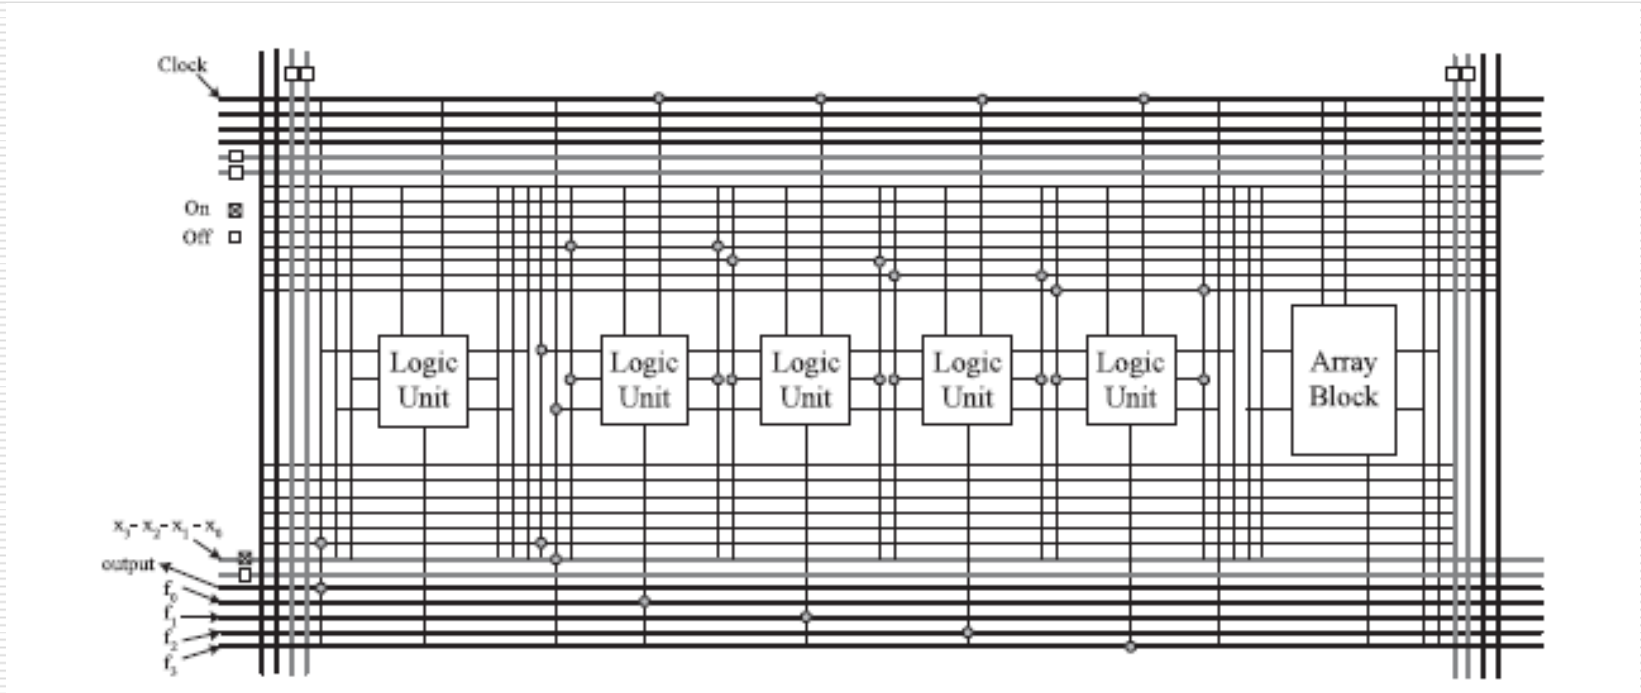 Clock
On
Off
Logic Unit
Logic Unit
Logic Unit
Logic Unit
Logic Unit
Array Block
x₃- x₂- x₁ - x₀
output
f₀
f₁
f₂
f₃